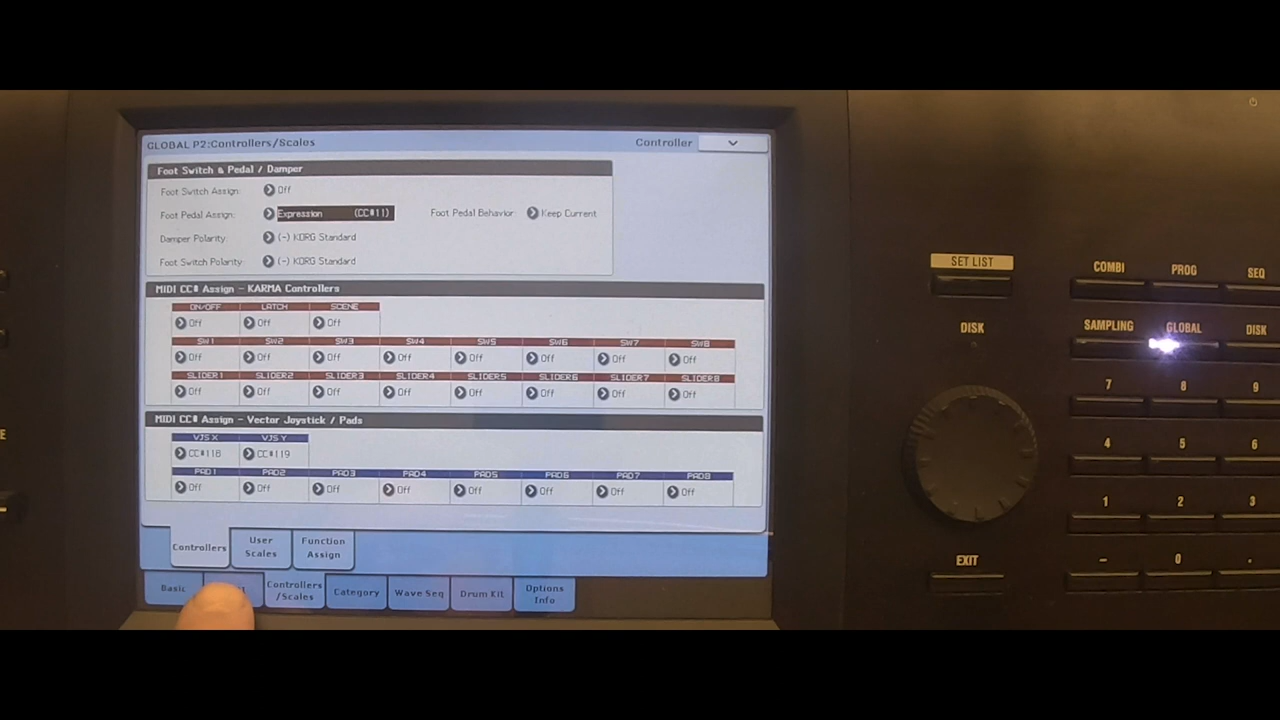 GLOBAL P2:Controllers/Scales Controller
Foot Switch & Pedal / Damper
Foot Switch Assign: Off
Foot Pedal Assign: Expression (CC#11) Foot Pedal Behavior: Keep Current
Damper Polarity: (-) KORG Standard
Foot Switch Polarity: (-) KORG Standard
MIDI CC# Assign - KARMA Controllers
ON/OFF LATCH SCENE
Off Off Off
SW1 SW2 SW3 SW4 SW5 SW6 SW7 SW8
Off Off Off Off Off Off Off Off
SLIDER1 SLIDER2 SLIDER3 SLIDER4 SLIDER5 SLIDER6 SLIDER7 SLIDER8
Off Off Off Off Off Off Off Off
MIDI CC# Assign - Vector Joystick / Pads
VJS X VJS Y
CC#118 CC#119
PAD1 PAD2 PAD3 PAD4 PAD5 PAD6 PAD7 PAD8
Off Off Off Off Off Off Off Off
Controllers User Scales Function Assign
Basic Controllers /Scales Category Wave Seq Drum Kit Options Info
SET LIST
DISK
EXIT
COMBI PROG SEQ
SAMPLING GLOBAL DISK
7 8 9
4 5 6
1 2 3
- 0 .
E